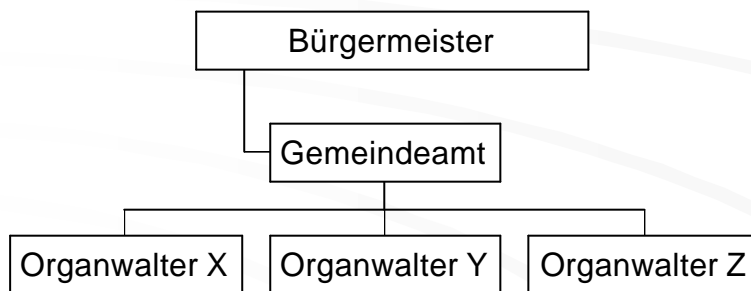 Bürgermeister
Gemeindeamt
Organwalter X
Organwalter Y
Organwalter Z